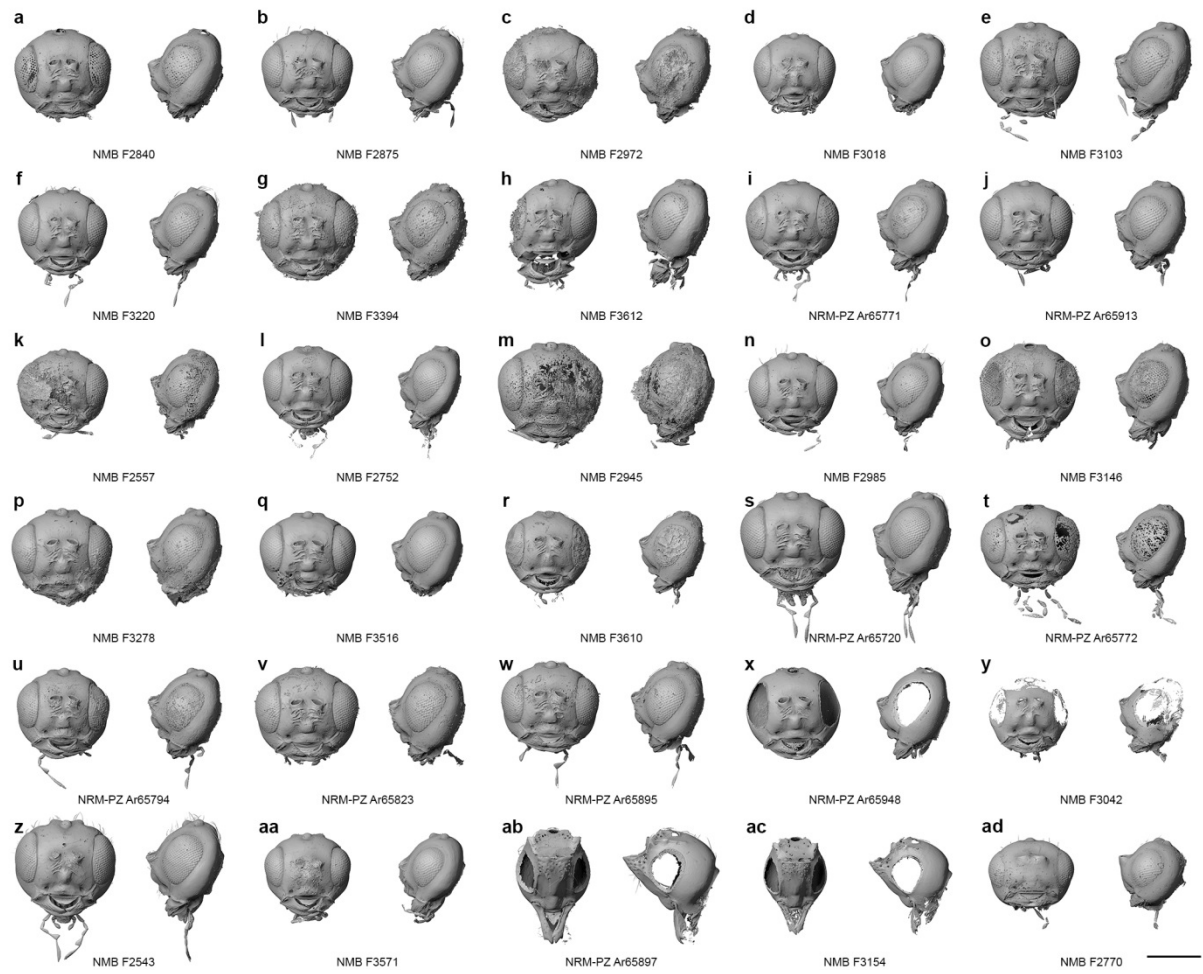 a b c d e
NMB F2840 NMB F2875 NMB F2972 NMB F3018 NMB F3103
f g h i j
NMB F3220 NMB F3394 NMB F3612 NRM-PZ Ar65771 NRM-PZ Ar65913
k l m n o
NMB F2557 NMB F2752 NMB F2945 NMB F2985 NMB F3146
p q r s t
NMB F3278 NMB F3516 NMB F3610 NRM-PZ Ar65720 NRM-PZ Ar65772
u v w x y
NRM-PZ Ar65794 NRM-PZ Ar65823 NRM-PZ Ar65895 NRM-PZ Ar65948 NMB F3042
z aa ab ac ad
NMB F2543 NMB F3571 NRM-PZ Ar65897 NMB F3154 NMB F2770